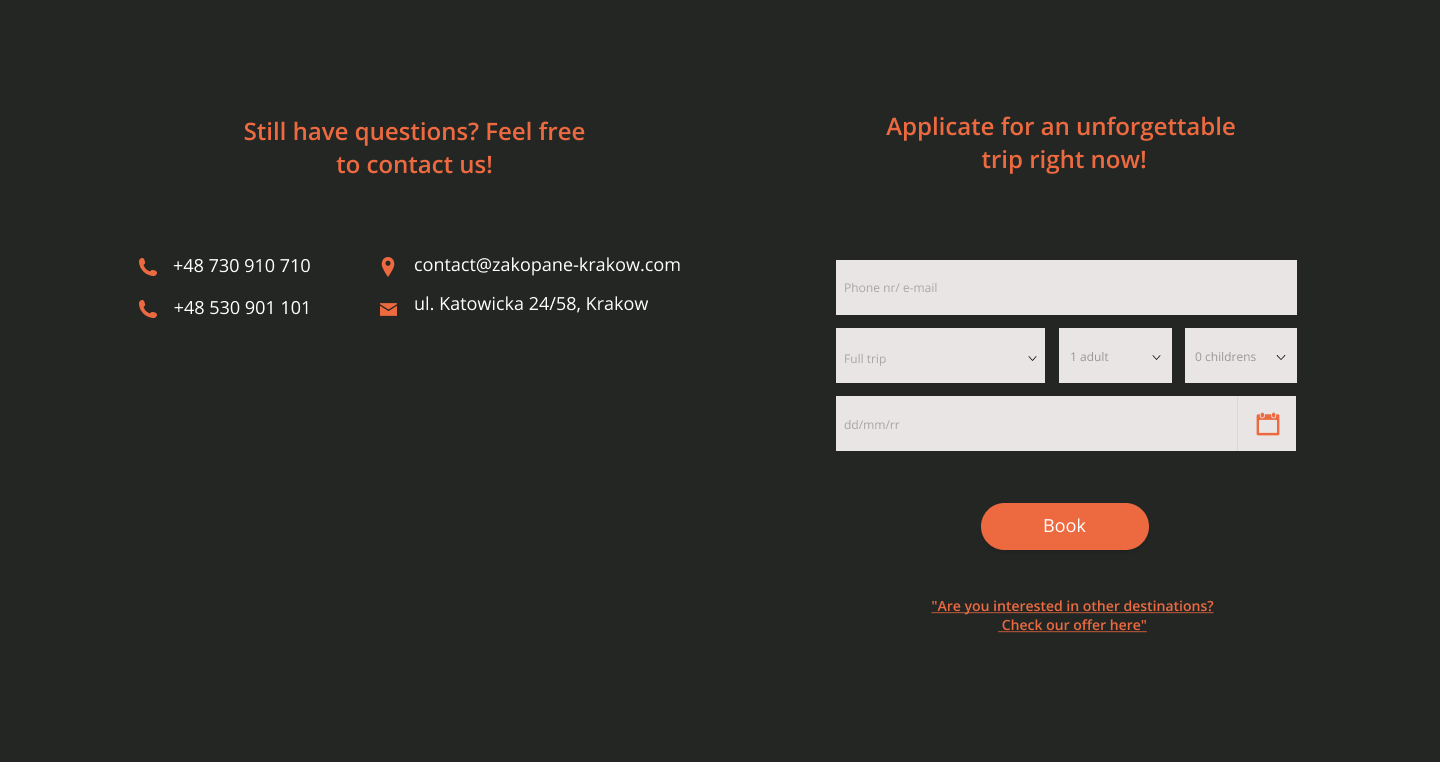 Still have questions? Feel free
to contact us!
+48 730 910 710
+48 530 901 101
contact@zakopane-krakow.com
ul. Katowicka 24/58, Krakow
Applicate for an unforgettable
trip right now!
Phone nr/ e-mail
Full trip
1 adult
0 childrens
dd/mm/rr
Book
"Are you interested in other destinations?
Check our offer here"